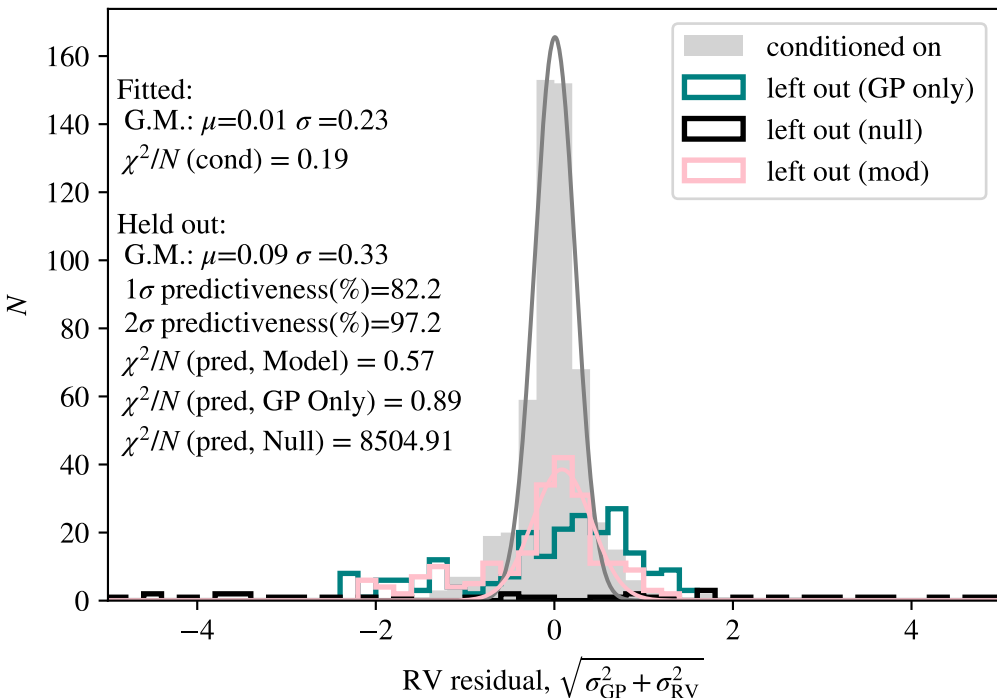 conditioned on
left out (GP only)
left out (null)
left out (mod)
Fitted:
G.M.: μ=0.01 σ=0.23
χ²/N (cond) = 0.19
Held out:
G.M.: μ=0.09 σ=0.33
1σ predictiveness(%)=82.2
2σ predictiveness(%)=97.2
χ²/N (pred, Model) = 0.57
χ²/N (pred, GP Only) = 0.89
χ²/N (pred, Null) = 8504.91
N
160
140
120
100
80
60
40
20
0
−4 −2 0 2 4
RV residual, √(σ²_GP + σ²_RV)